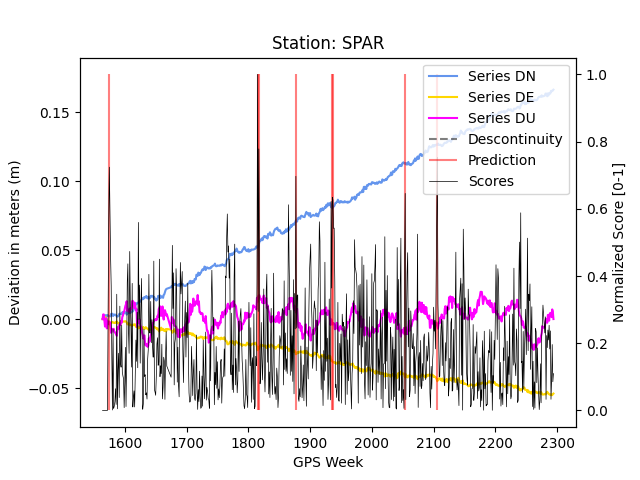 Station: SPAR
Series DN
Series DE
Series DU
Descontinuity
Prediction
Scores
Deviation in meters (m)
0.15
0.10
0.05
0.00
−0.05
1.0
0.8
0.6
0.4
0.2
0.0
Normalized Score [0-1]
1600 1700 1800 1900 2000 2100 2200 2300
GPS Week